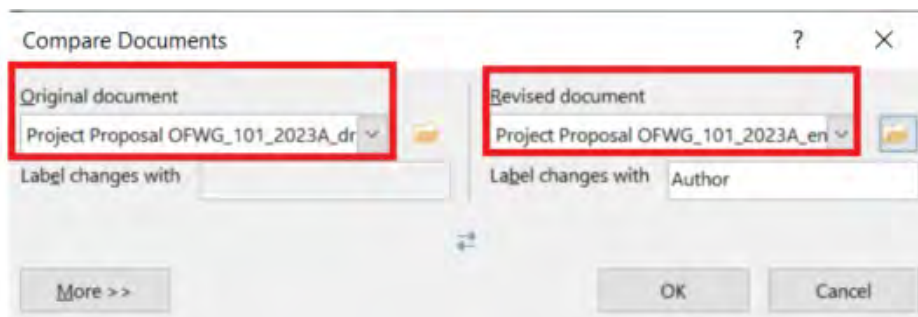 Compare Documents ? ✕
Original document
Project Proposal OFWG_101_2023A_dr
Label changes with
Revised document
Project Proposal OFWG_101_2023A_en
Label changes with Author
More >>
OK
Cancel